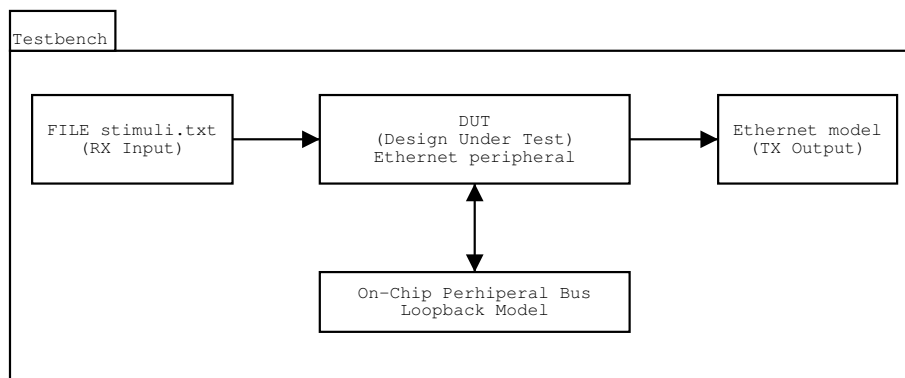 Testbench
FILE stimuli.txt
(RX Input)
DUT
(Design Under Test)
Ethernet peripheral
Ethernet model
(TX Output)
On-Chip Perhiperal Bus
Loopback Model